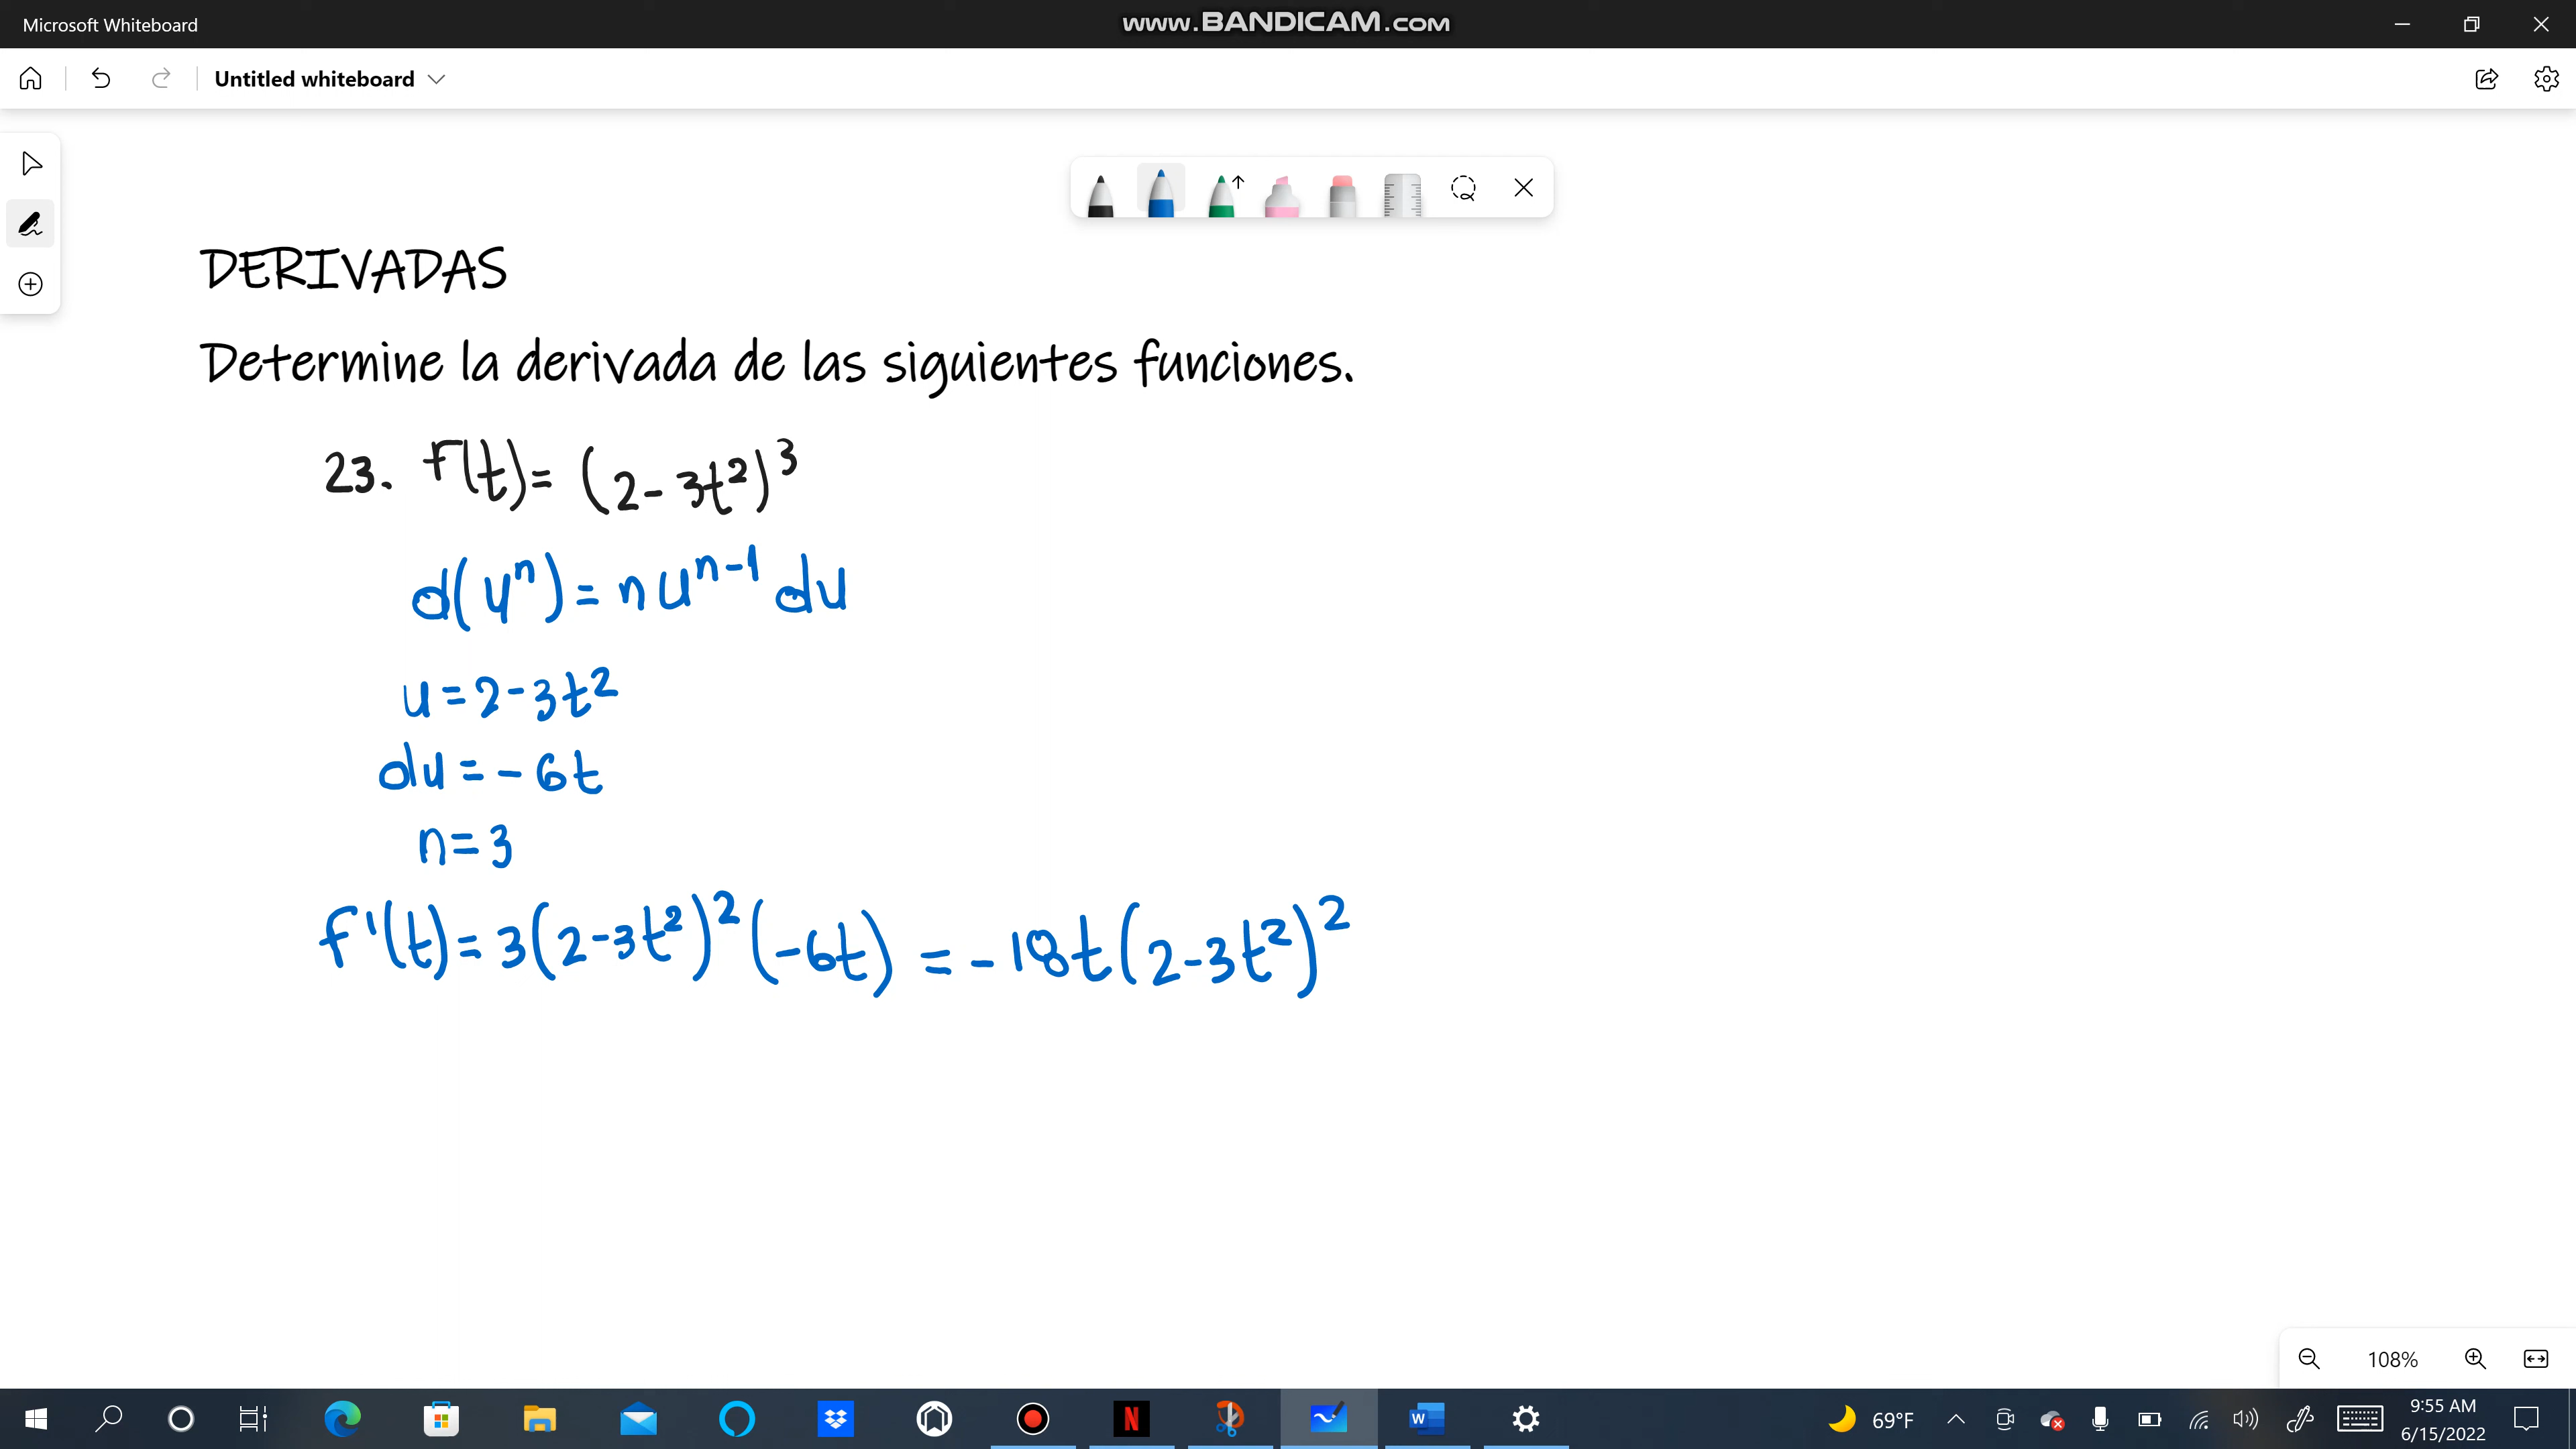 Microsoft Whiteboard
www.BANDICAM.com
Untitled whiteboard
DERIVADAS
Determine la derivada de las siguientes funciones.
23. f(t)= (2-3t²)³
d(uⁿ)= n uⁿ⁻¹ du
u=2-3t²
du=-6t
n=3
f'(t)=3(2-3t²)²(-6t) = -18t(2-3t²)²
108%
69°F
9:55 AM
6/15/2022